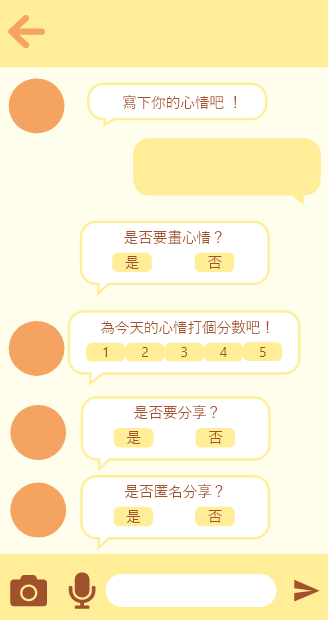 寫下你的心情吧 ！
是否要畫心情？
是 否
為今天的心情打個分數吧！
1 2 3 4 5
是否要分享？
是 否
是否匿名分享？
是 否